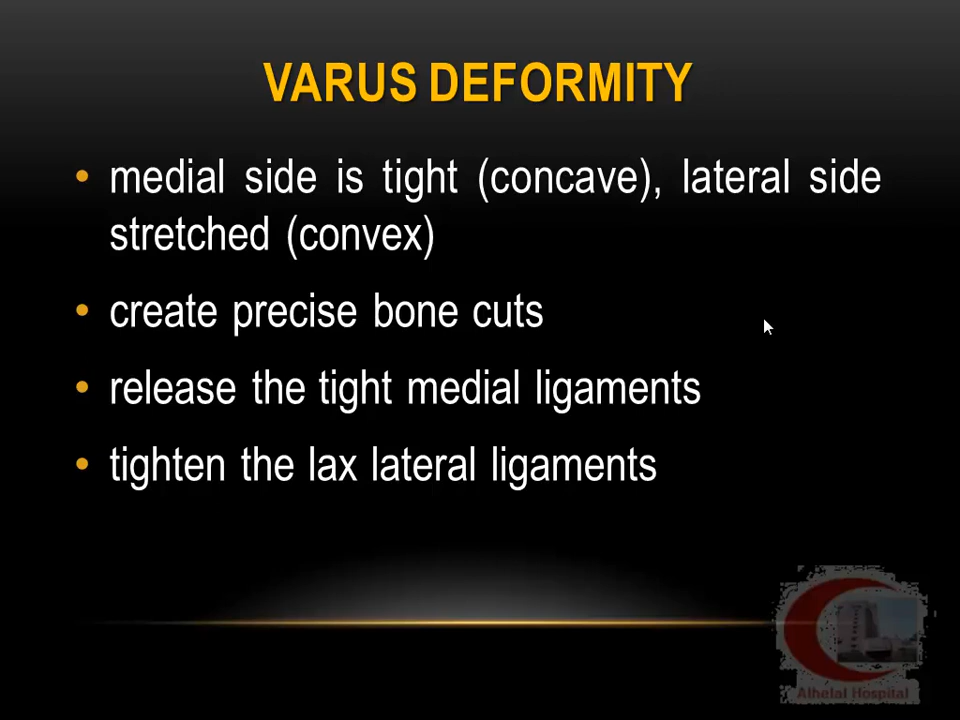 VARUS DEFORMITY
• medial side is tight (concave), lateral side
stretched (convex)
• create precise bone cuts
• release the tight medial ligaments
• tighten the lax lateral ligaments
Alhelal Hospital